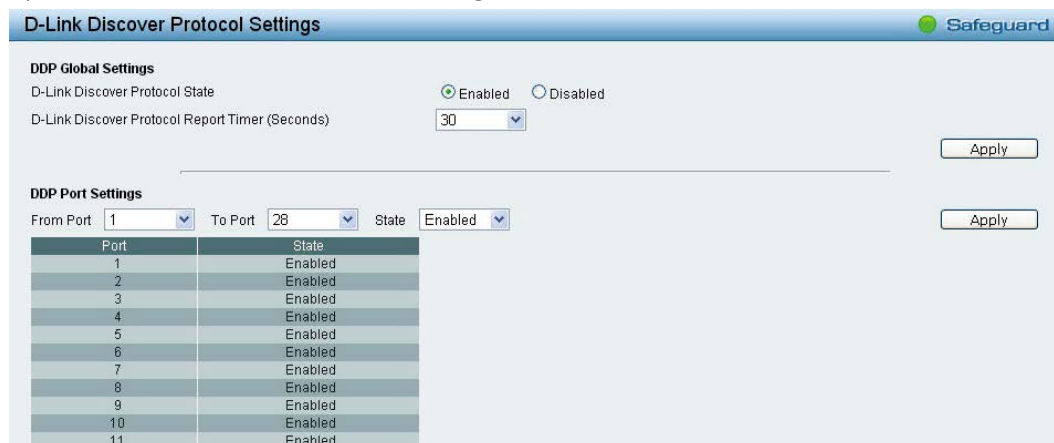 D-Link Discover Protocol Settings
Safeguard
DDP Global Settings
D-Link Discover Protocol State Enabled Disabled
D-Link Discover Protocol Report Timer (Seconds) 30
Apply
DDP Port Settings
From Port 1 To Port 28 State Enabled Apply
Port State
1 Enabled
2 Enabled
3 Enabled
4 Enabled
5 Enabled
6 Enabled
7 Enabled
8 Enabled
9 Enabled
10 Enabled
11 Enabled